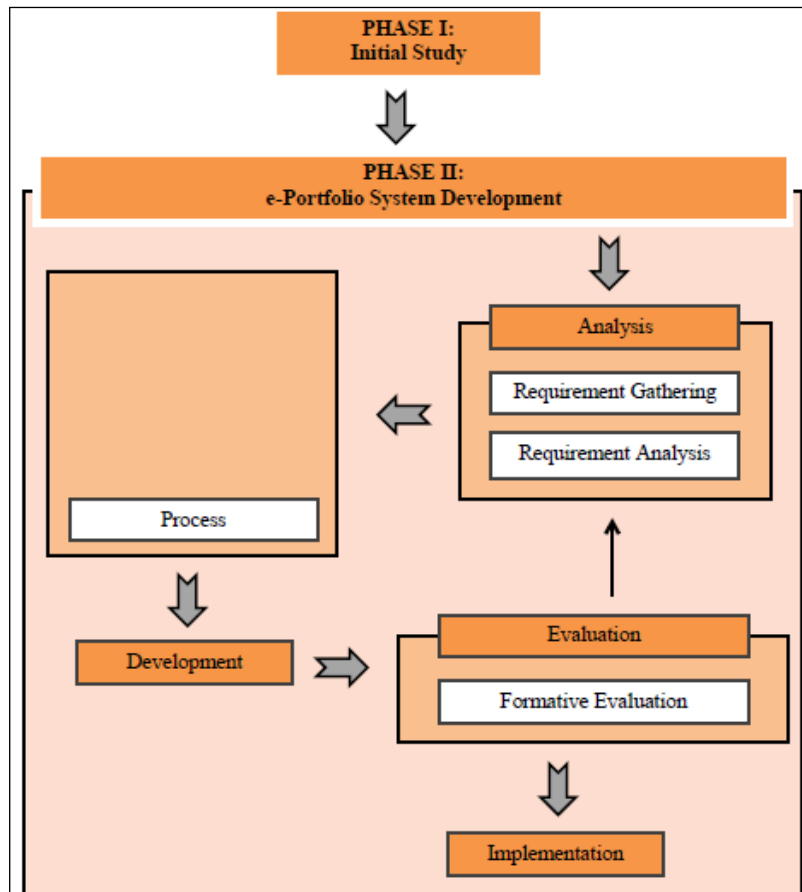 PHASE I:
Initial Study
PHASE II:
e-Portfolio System Development
Analysis
Requirement Gathering
Requirement Analysis
Process
Development
Evaluation
Formative Evaluation
Implementation